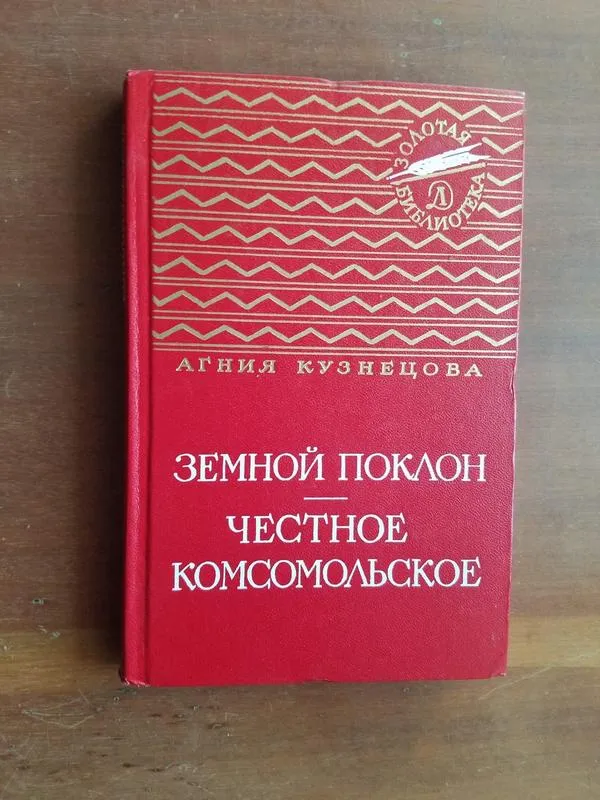 ЗОЛОТАЯ
БИБЛИОТЕКА
Д
АГНИЯ КУЗНЕЦОВА
ЗЕМНОЙ ПОКЛОН
ЧЕСТНОЕ
КОМСОМОЛЬСКОЕ